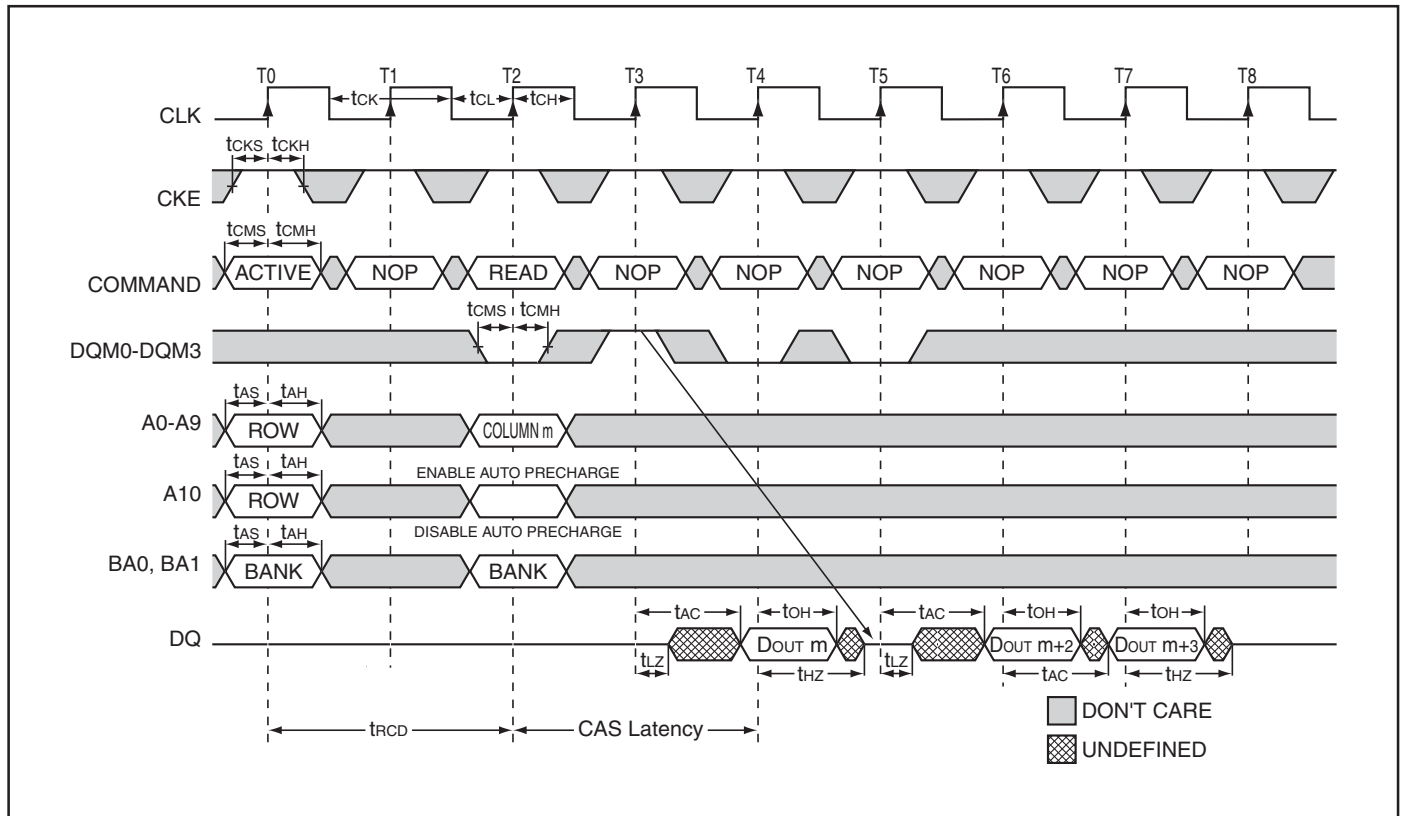 T0 T1 T2 T3 T4 T5 T6 T7 T8
CLK
tCK tCL tCH
tCKS tCKH
CKE
tCMS tCMH
COMMAND
ACTIVE NOP READ NOP NOP NOP NOP NOP NOP
tCMS tCMH
DQM0-DQM3
tAS tAH
A0-A9
ROW COLUMN m
tAS tAH ENABLE AUTO PRECHARGE
A10
ROW
tAS tAH DISABLE AUTO PRECHARGE
BA0, BA1
BANK BANK
tAC tOH tAC tOH tOH
DQ
DOUT m DOUT m+2 DOUT m+3
tLZ tHZ tLZ tAC tHZ
DON'T CARE
tRCD CAS Latency
UNDEFINED